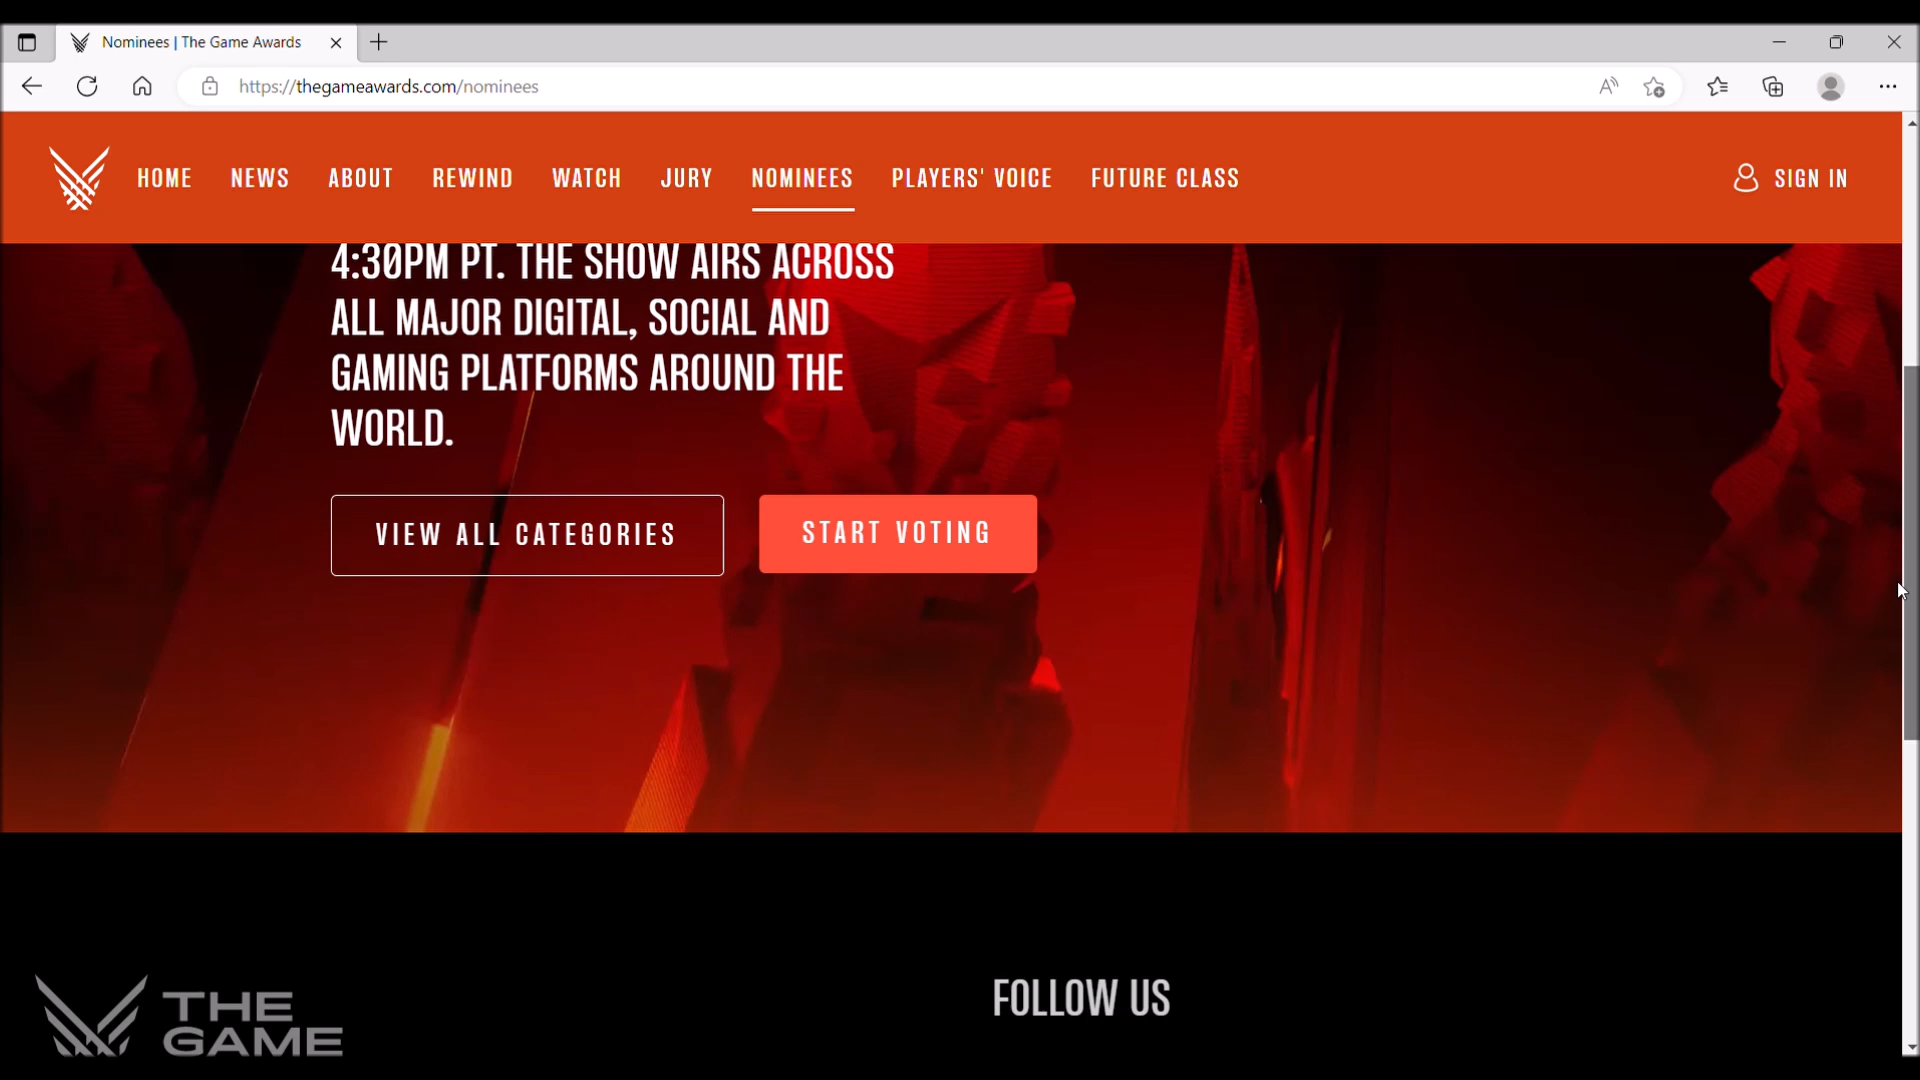 Nominees | The Game Awards
https://thegameawards.com/nominees
HOME NEWS ABOUT REWIND WATCH JURY NOMINEES PLAYERS' VOICE FUTURE CLASS SIGN IN
4:30PM PT. THE SHOW AIRS ACROSS
ALL MAJOR DIGITAL, SOCIAL AND
GAMING PLATFORMS AROUND THE
WORLD.
VIEW ALL CATEGORIES START VOTING
THE
GAME
FOLLOW US